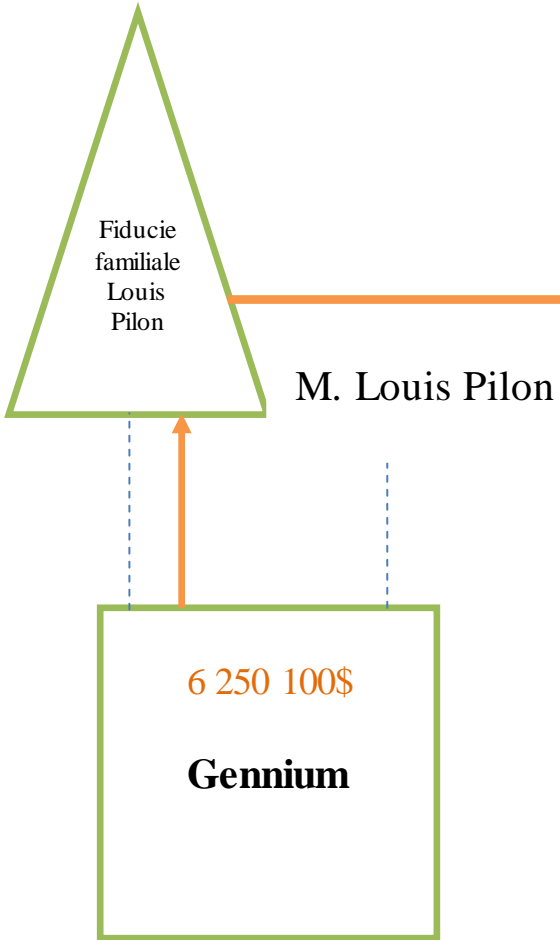 Fiducie
familiale
Louis
Pilon
M. Louis Pilon
6 250 100$
Gennium